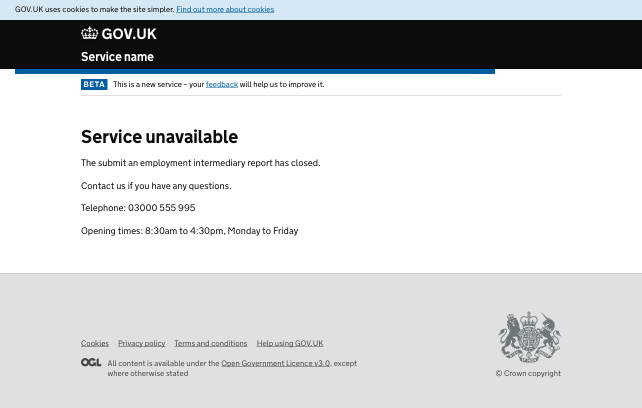 GOV.UK uses cookies to make the site simpler. Find out more about cookies
GOV.UK
Service name
BETA This is a new service – your feedback will help us to improve it.
Service unavailable
The submit an employment intermediary report has closed.
Contact us if you have any questions.
Telephone: 03000 555 995
Opening times: 8:30am to 4:30pm, Monday to Friday
Cookies Privacy policy Terms and conditions Help using GOV.UK
OGL All content is available under the Open Government Licence v3.0, except
where otherwise stated
© Crown copyright